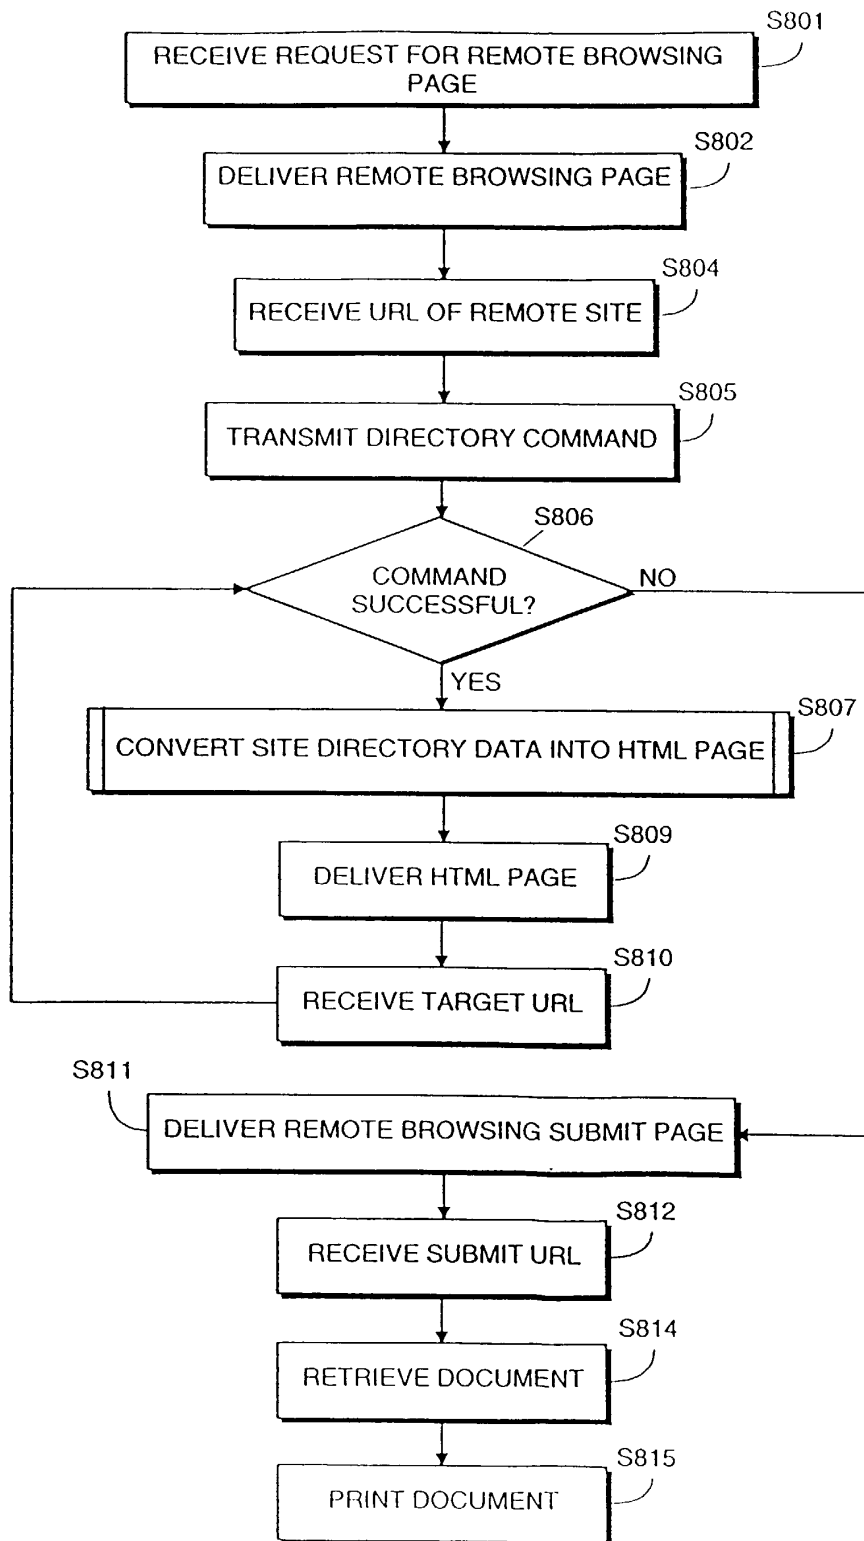 S801
RECEIVE REQUEST FOR REMOTE BROWSING
PAGE
S802
DELIVER REMOTE BROWSING PAGE
S804
RECEIVE URL OF REMOTE SITE
S805
TRANSMIT DIRECTORY COMMAND
S806
COMMAND
SUCCESSFUL?
NO
YES
S807
CONVERT SITE DIRECTORY DATA INTO HTML PAGE
S809
DELIVER HTML PAGE
S810
RECEIVE TARGET URL
S811
DELIVER REMOTE BROWSING SUBMIT PAGE
S812
RECEIVE SUBMIT URL
S814
RETRIEVE DOCUMENT
S815
PRINT DOCUMENT